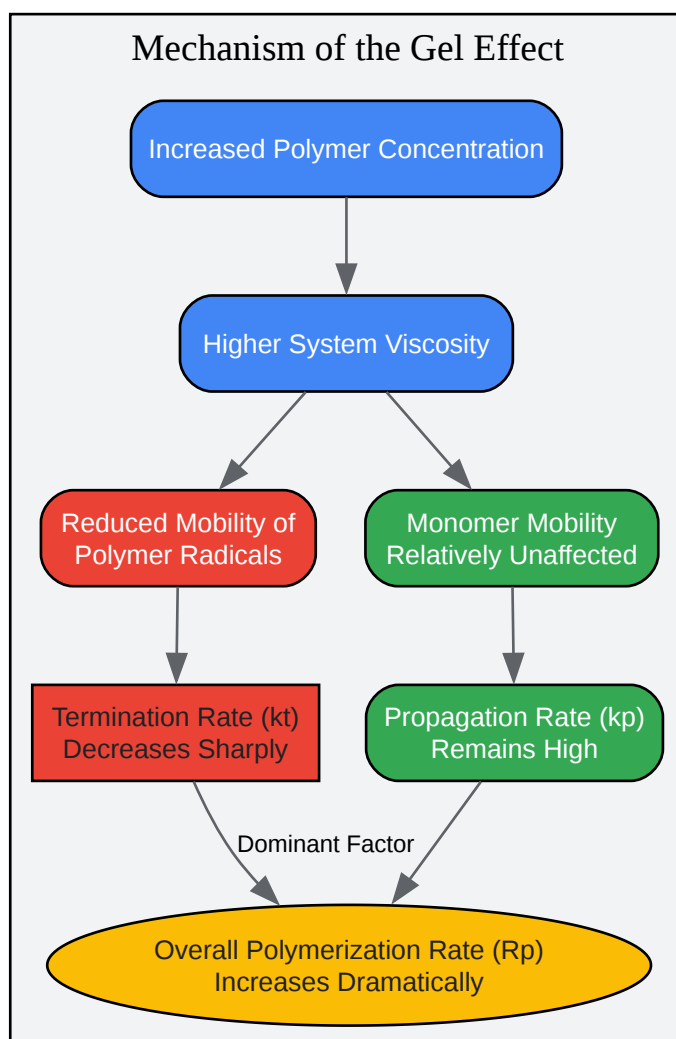 Mechanism of the Gel Effect
Increased Polymer Concentration
Higher System Viscosity
Reduced Mobility of
Polymer Radicals
Monomer Mobility
Relatively Unaffected
Termination Rate (kt)
Decreases Sharply
Propagation Rate (kp)
Remains High
Dominant Factor
Overall Polymerization Rate (Rp)
Increases Dramatically